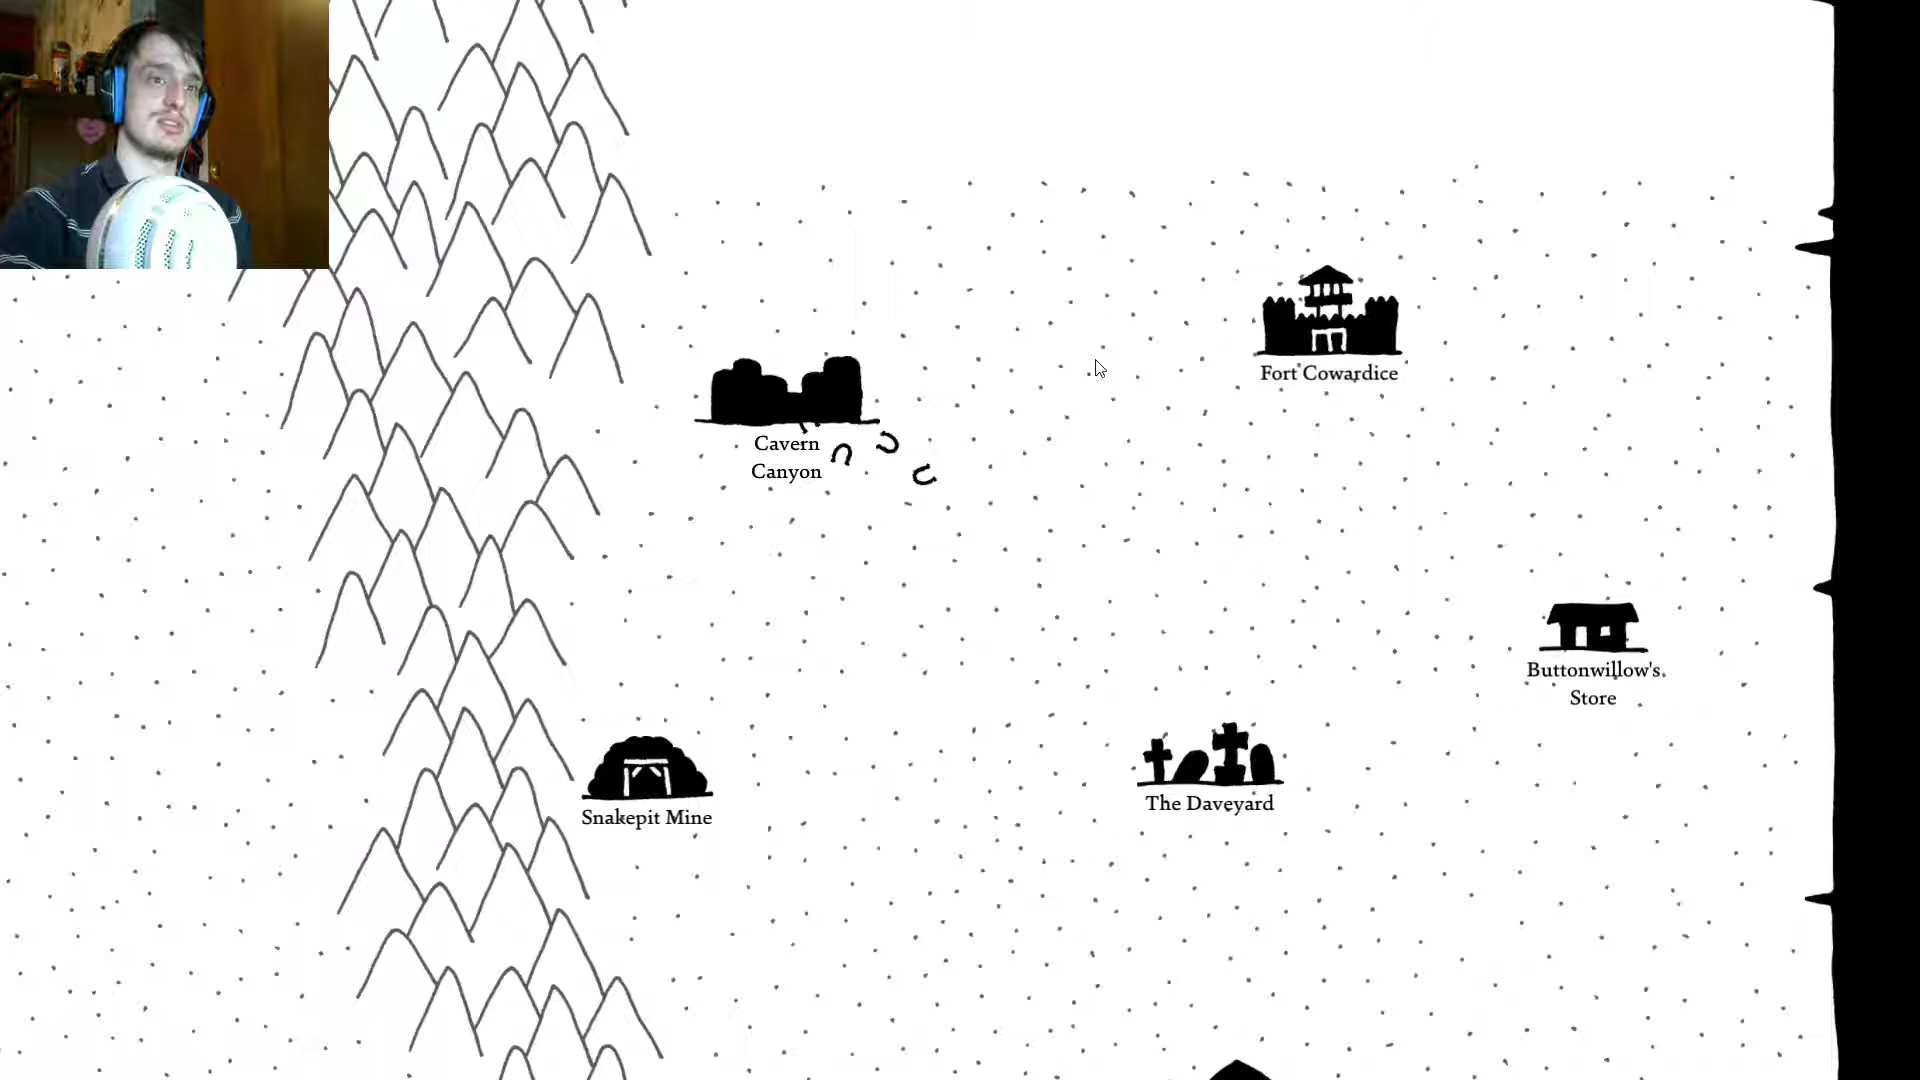 Fort Cowardice
Cavern
Canyon
Buttonwillow's
Store
The Daveyard
Snakepit Mine